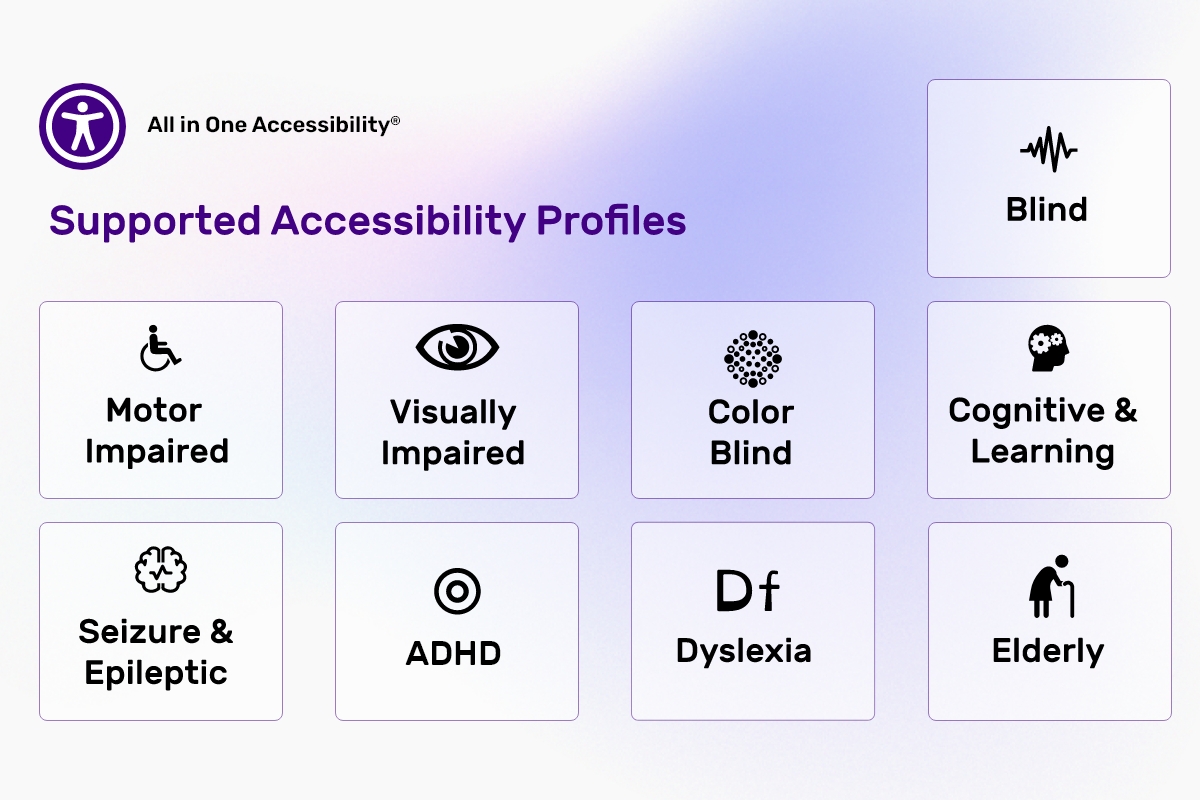 All in One Accessibility®
Supported Accessibility Profiles
Blind
Motor
Impaired
Visually
Impaired
Color
Blind
Cognitive &
Learning
Seizure &
Epileptic
ADHD
Df
Dyslexia
Elderly